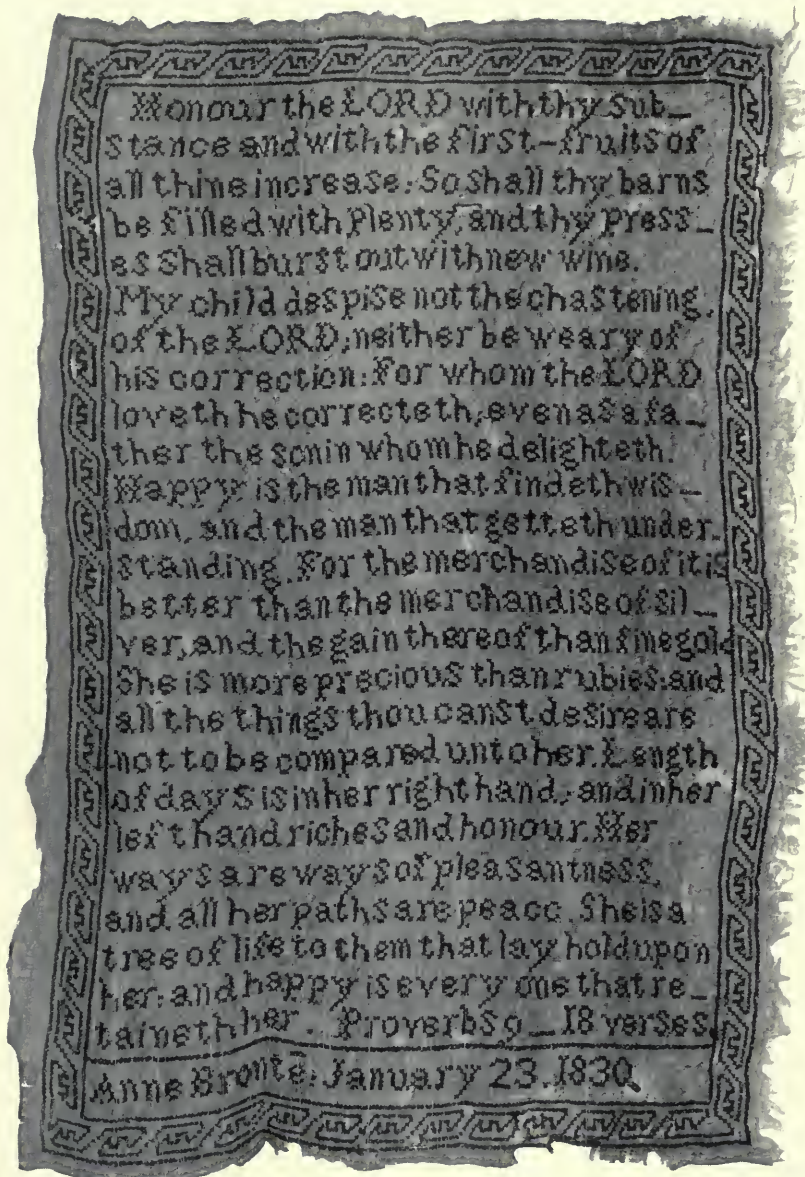 Honour the LORD with thy Sub_
stance and with the first-fruits of
all thine increase: So shall thy barns
be filled with plenty, and thy press_
es shall burst out with new wine.
My child despise not the chastening,
of the LORD; neither be weary of
his correction: For whom the LORD
loveth he correcteth; even as a fa_
ther the son in whom he delighteth.
Happy is the man that findeth wis_
dom, and the man that getteth under_
standing. For the merchandise of it is
better than the merchandise of sil_
ver, and the gain thereof than fine gold
She is more precious than rubies: and
all the things thou canst desire are
not to be compared unto her. Length
of days is in her right hand; and in her
left hand riches and honour. Her
ways are ways of pleasantness,
and all her paths are peace. She is a
tree of life to them that lay hold upon
her: and happy is every one that re_
taineth her. Proverbs 9_18 verses.
Anne Brontë: January 23. 1830.